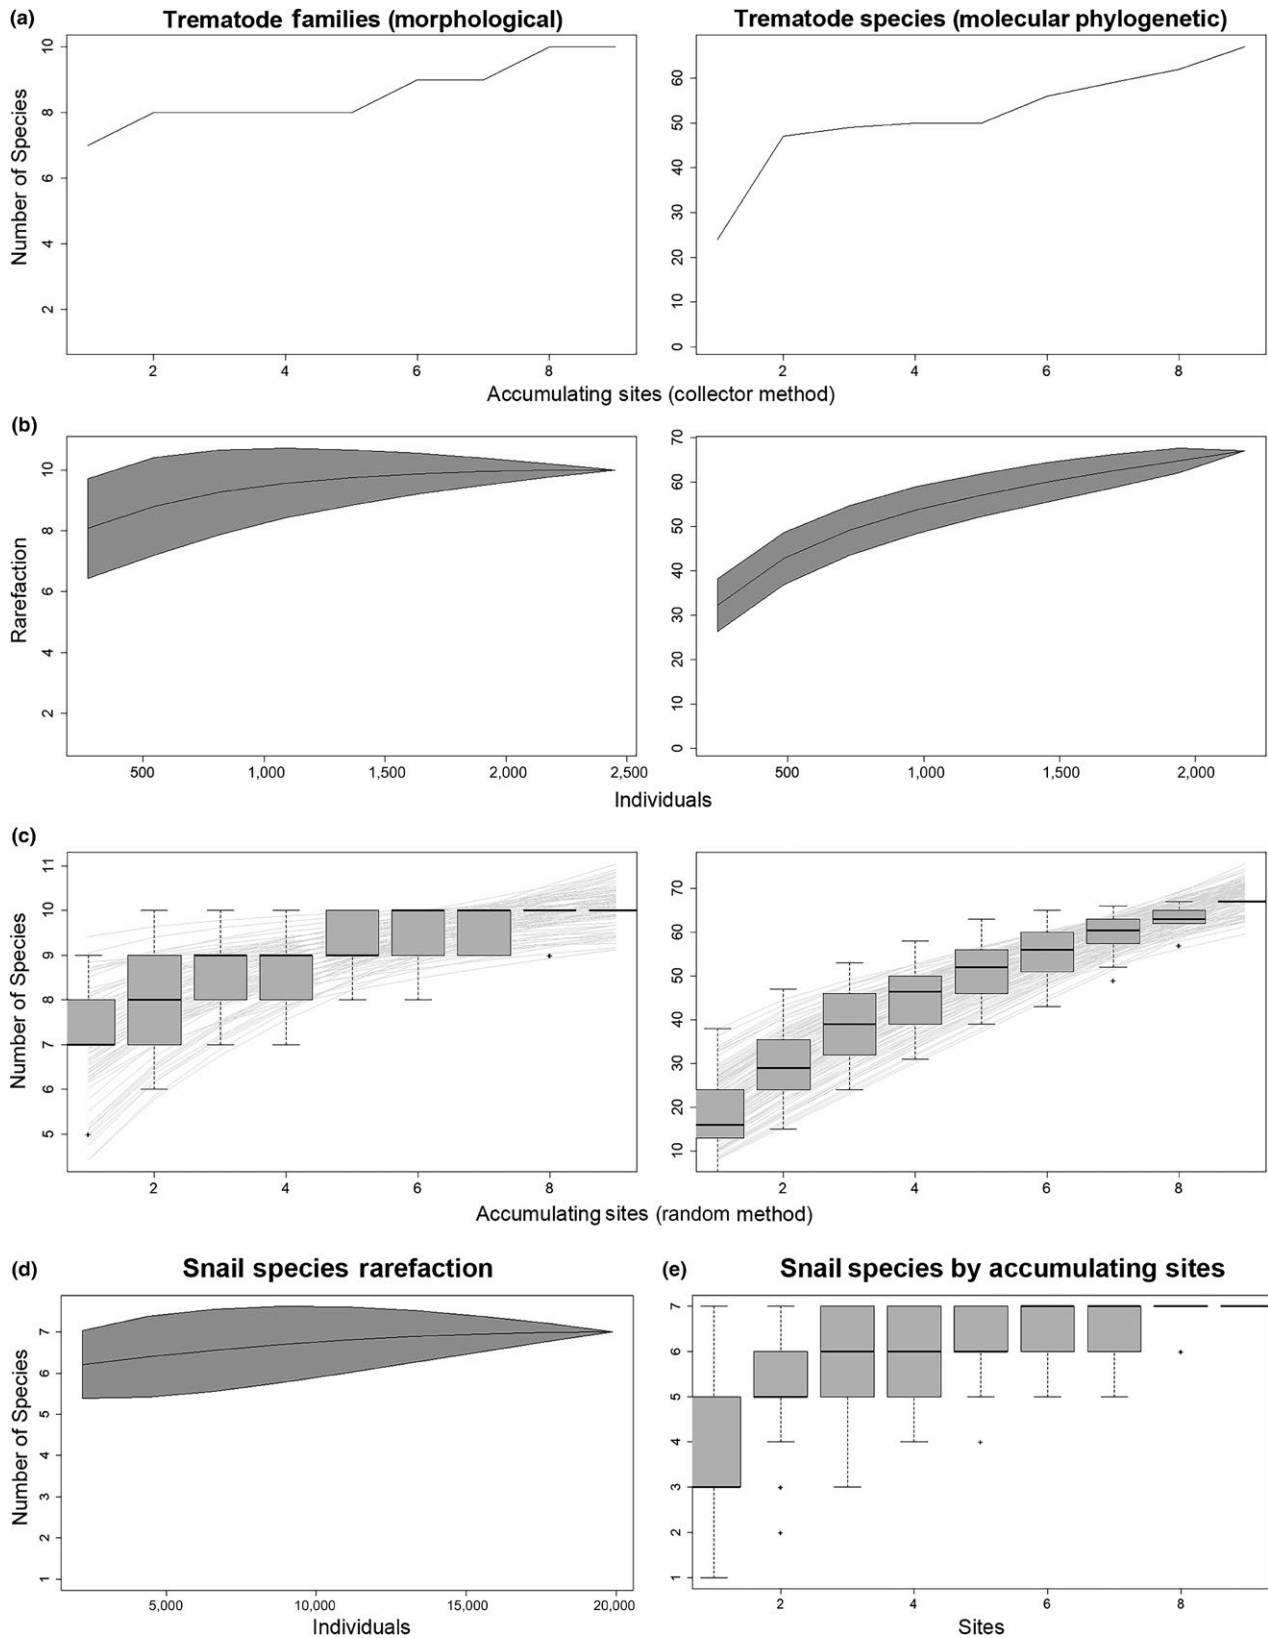 (a)
Trematode families (morphological)
Trematode species (molecular phylogenetic)
Number of Species
10
8
6
4
2
2 4 6 8
60
50
40
30
20
10
0
2 4 6 8
Accumulating sites (collector method)
(b)
Rarefaction
10
8
6
4
2
500 1,000 1,500 2,000 2,500
70
60
50
40
30
20
10
0
500 1,000 1,500 2,000
Individuals
(c)
Number of Species
11
10
9
8
7
6
5
2 4 6 8
70
60
50
40
30
20
10
2 4 6 8
Accumulating sites (random method)
(d)
Snail species rarefaction
Number of Species
7
6
5
4
3
2
1
5,000 10,000 15,000 20,000
Individuals
(e)
Snail species by accumulating sites
7
6
5
4
3
2
1
2 4 6 8
Sites